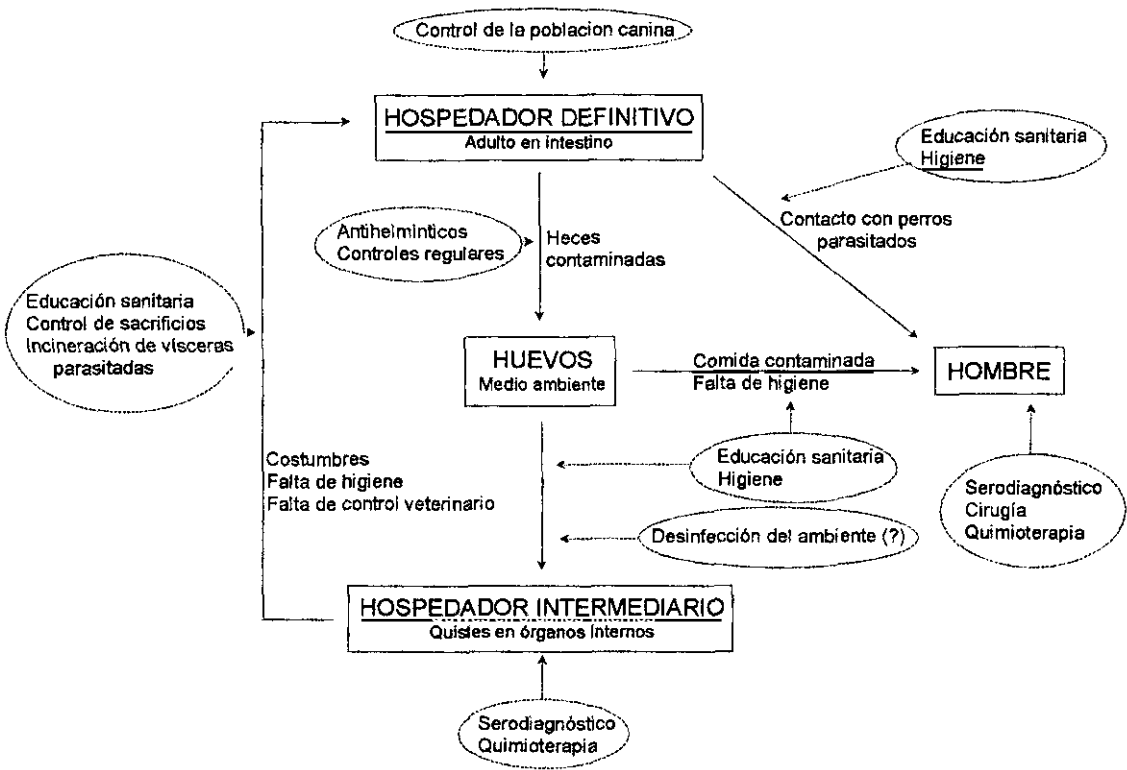 Control de la poblacion canina
HOSPEDADOR DEFINITIVO
Adulto en intestino
Educación sanitaria
Higiene
Contacto con perros
parasitados
Antihelmínticos
Controles regulares
Heces
contaminadas
Educación sanitaria
Control de sacrificios
Incineración de vísceras
parasitadas
HUEVOS
Medio ambiente
Comida contaminada
Falta de higiene
HOMBRE
Costumbres
Falta de higiene
Falta de control veterinario
Educación sanitaria
Higiene
Serodiagnóstico
Cirugía
Quimioterapia
Desinfección del ambiente (?)
HOSPEDADOR INTERMEDIARIO
Quistes en órganos internos
Serodiagnóstico
Quimioterapia